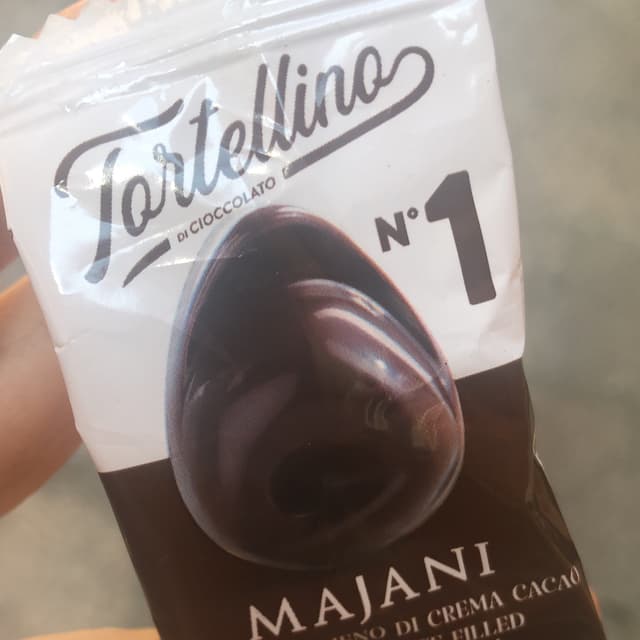 Tortellino
DI CIOCCOLATO
N° 1
MAJANI
DI CREMA CACAO
FILLED